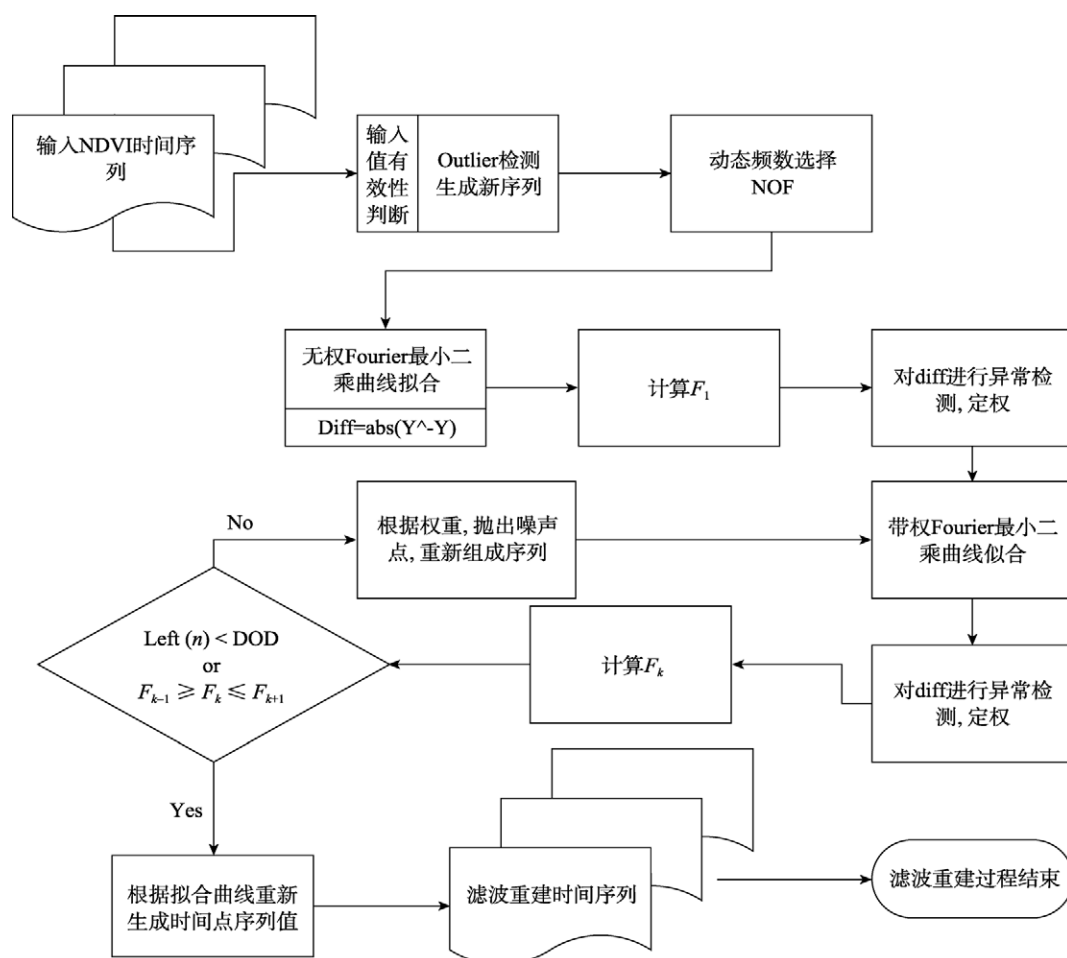 输入NDVI时间序
列
输入
值有
效性
判断
Outlier检测
生成新序列
动态频数选择
NOF
无权Fourier最小二
乘曲线拟合
Diff=abs(Y^-Y)
计算F₁
对diff进行异常检
测, 定权
No
根据权重, 抛出噪声
点, 重新组成序列
带权Fourier最小二
乘曲线似合
Left (n) < DOD
or
Fₖ₋₁ ≥ Fₖ ≤ Fₖ₊₁
计算Fₖ
对diff进行异常检
测, 定权
Yes
根据拟合曲线重新
生成时间点序列值
滤波重建时间序列
滤波重建过程结束